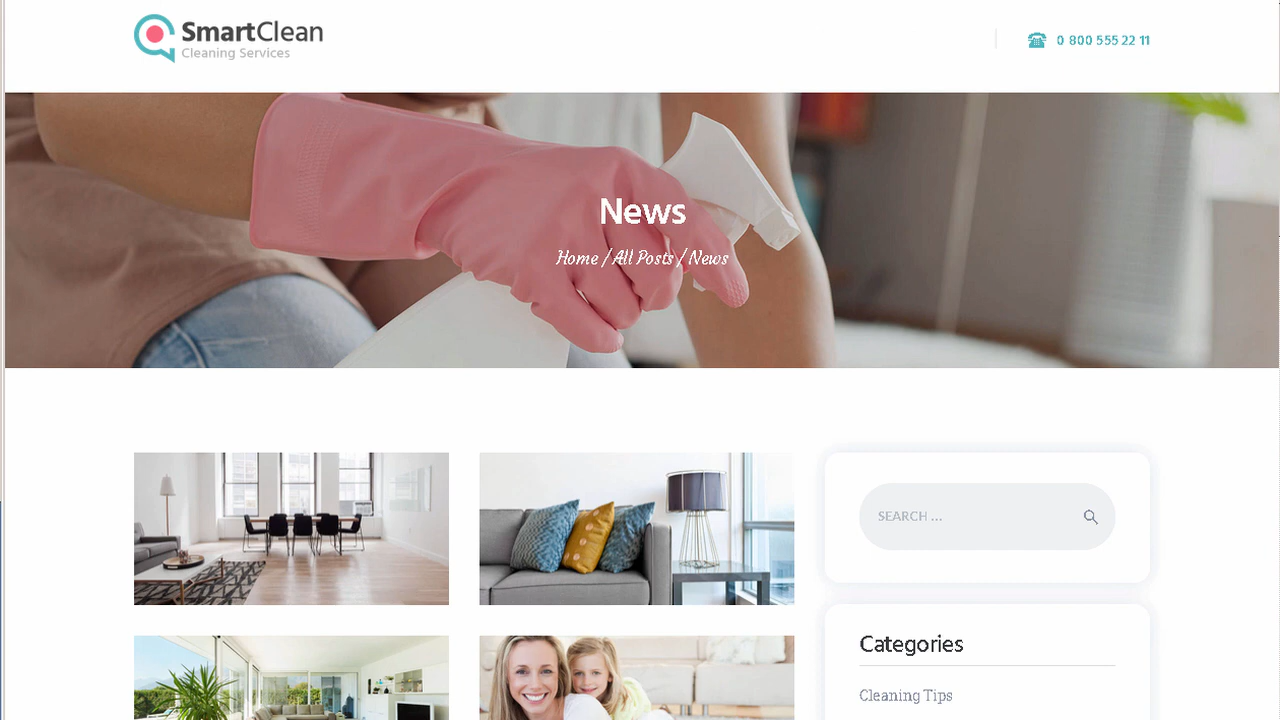 SmartClean
Cleaning Services
0 800 555 22 11
News
Home / All Posts / News
SEARCH ...
Categories
Cleaning Tips